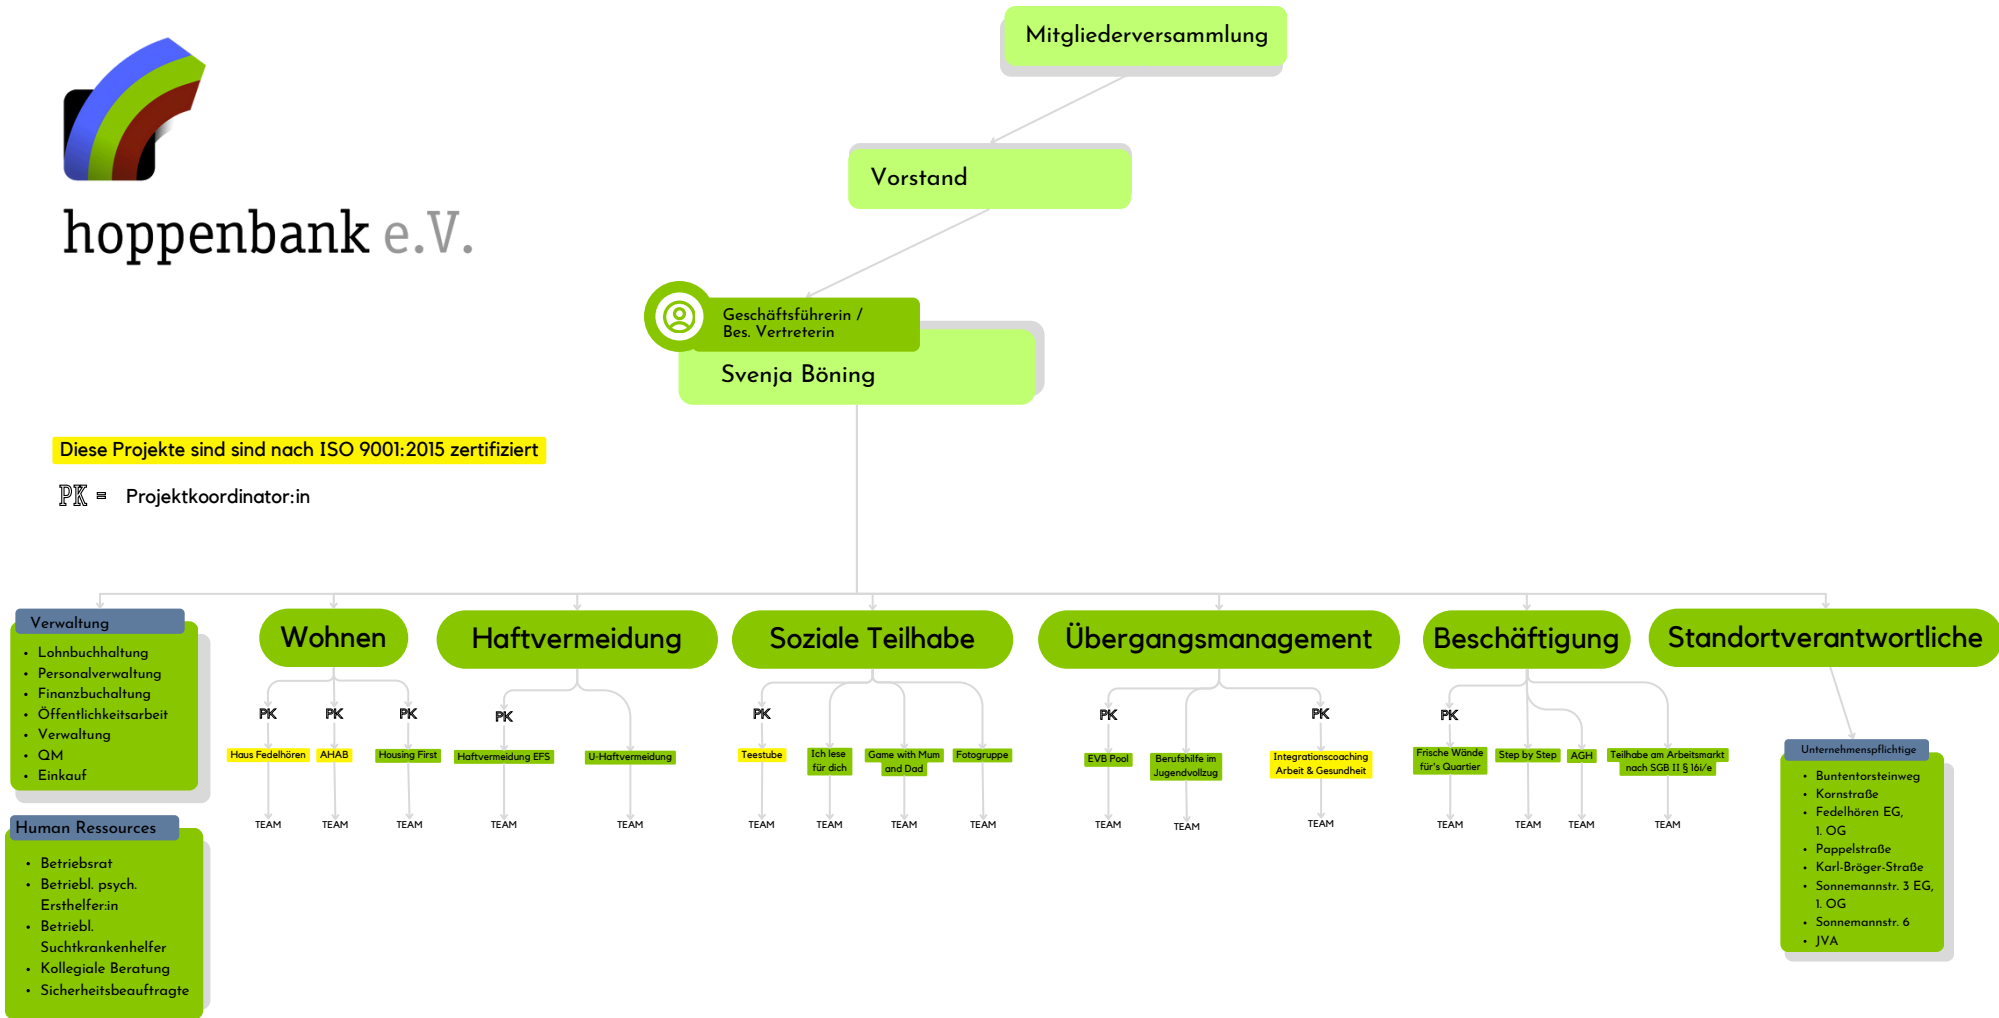 hoppenbank e.V.
Mitgliederversammlung
Vorstand
Geschäftsführerin /
Bes. Vertreterin
Svenja Böning
Diese Projekte sind sind nach ISO 9001:2015 zertifiziert
PK = Projektkoordinator:in
Verwaltung
• Lohnbuchhaltung
• Personalverwaltung
• Finanzbuchaltung
• Öffentlichkeitsarbeit
• Verwaltung
• QM
• Einkauf
Human Ressources
• Betriebsrat
• Betriebl. psych.
Ersthelfer:in
• Betriebl.
Suchtkrankenhelfer
• Kollegiale Beratung
• Sicherheitsbeauftragte
Wohnen
PK
PK
PK
Haus Fedelhören
AHAB
Housing First
TEAM
TEAM
TEAM
Haftvermeidung
PK
Haftvermeidung EFS
U-Haftvermeidung
TEAM
TEAM
Soziale Teilhabe
PK
Teestube
Ich lese
für dich
Game with Mum
and Dad
Fotogruppe
TEAM
TEAM
TEAM
TEAM
Übergangsmanagement
PK
PK
EVB Pool
Berufshilfe im
Jugendvollzug
Integrationscoaching
Arbeit & Gesundheit
TEAM
TEAM
TEAM
Beschäftigung
PK
Frische Wände
für's Quartier
Step by Step
AGH
Teilhabe am Arbeitsmarkt
nach SGB II § 16i/e
TEAM
TEAM
TEAM
TEAM
Standortverantwortliche
Unternehmenspflichtige
• Buntentorsteinweg
• Kornstraße
• Fedelhören EG,
1. OG
• Pappelstraße
• Karl-Bröger-Straße
• Sonnemannstr. 3 EG,
1. OG
• Sonnemannstr. 6
• JVA